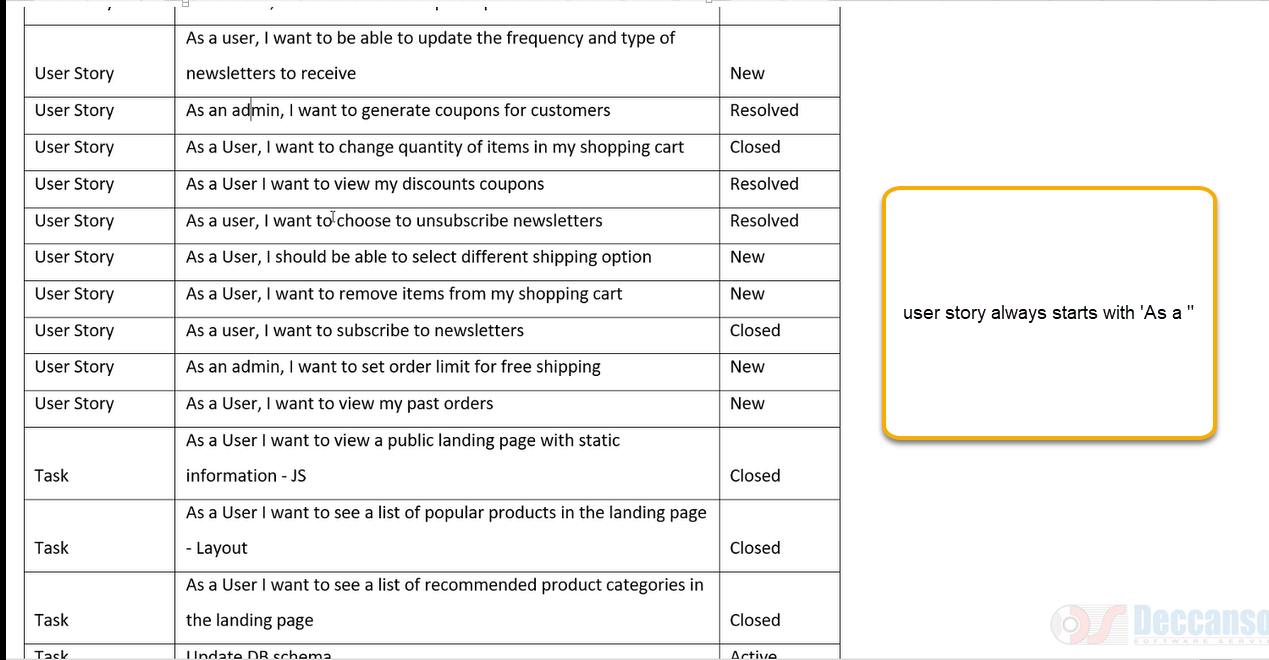 As a user, I want to be able to update the frequency and type of
User Story newsletters to receive New
User Story As an admin, I want to generate coupons for customers Resolved
User Story As a User, I want to change quantity of items in my shopping cart Closed
User Story As a User I want to view my discounts coupons Resolved
User Story As a user, I want to choose to unsubscribe newsletters Resolved
User Story As a User, I should be able to select different shipping option New
User Story As a User, I want to remove items from my shopping cart New
User Story As a user, I want to subscribe to newsletters Closed
User Story As an admin, I want to set order limit for free shipping New
User Story As a User, I want to view my past orders New
As a User I want to view a public landing page with static
Task information - JS Closed
As a User I want to see a list of popular products in the landing page
Task - Layout Closed
As a User I want to see a list of recommended product categories in
Task the landing page Closed
Task Update DB schema Active
user story always starts with 'As a "
Deccanso
SOFTWARE SERVI